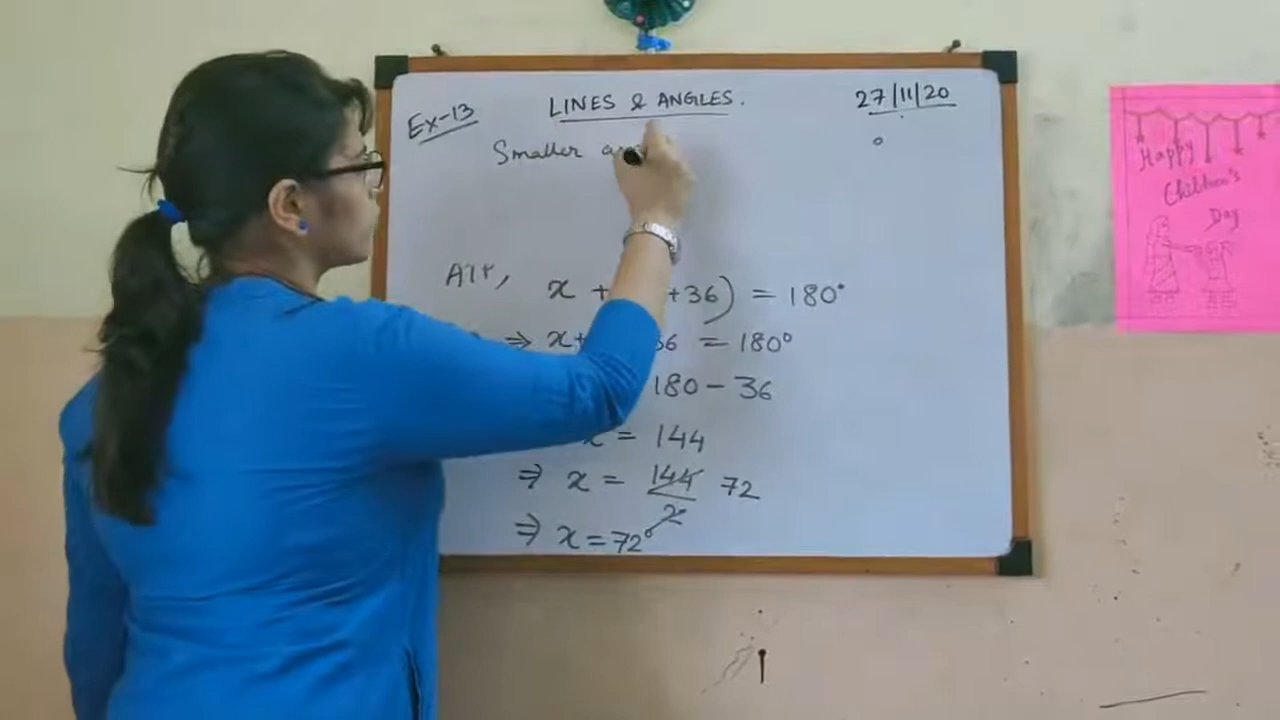 Ex-13
LINES & ANGLES.
27/11/20
Smaller
ATP, x + +36) = 180°
⇒ x+ 36 = 180°
180 - 36
x = 144
⇒ x = 144/2 72
⇒ x = 72°
Happy
Children's
Day